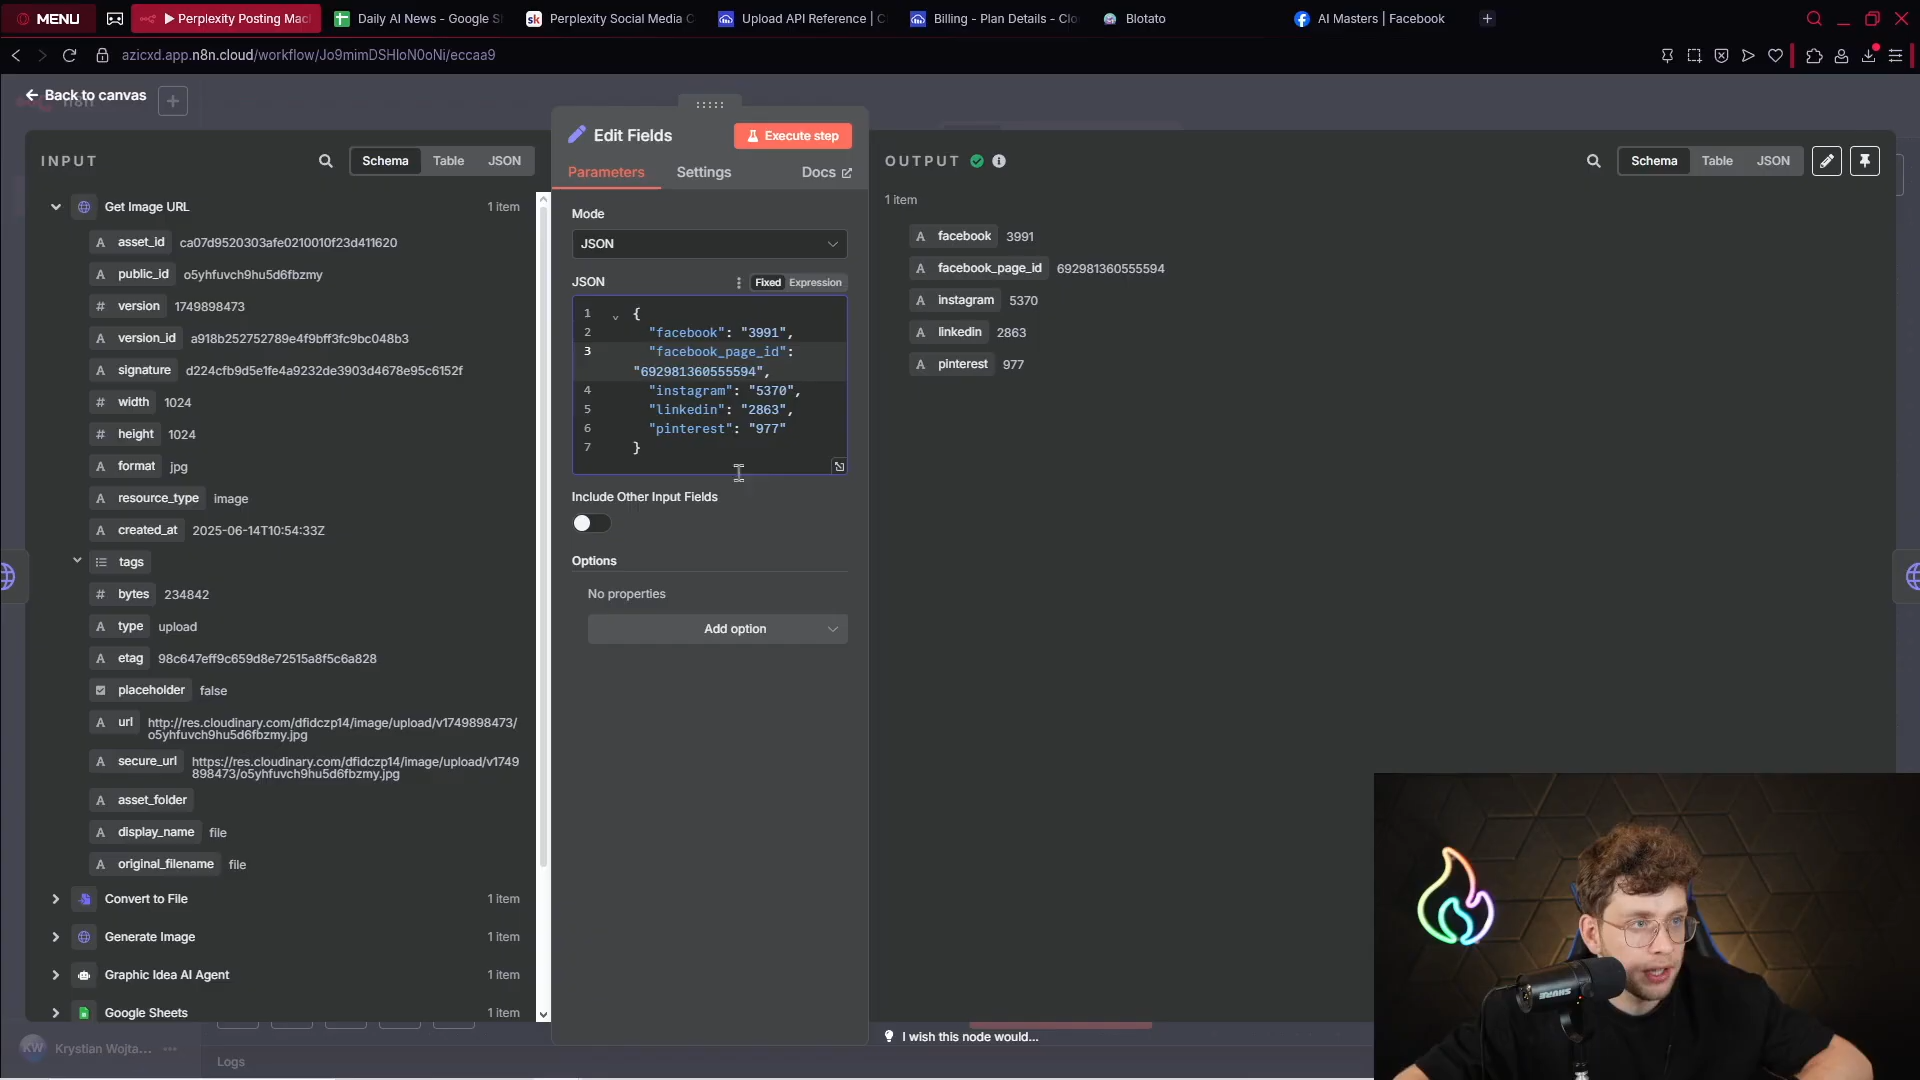 MENU
Perplexity Posting Mac
Daily AI News - Google S
Perplexity Social Media C
Upload API Reference | C
Billing - Plan Details - Clo
Blotato
AI Masters | Facebook
azicxd.app.n8n.cloud/workflow/Jo9mimDSHIoN0oNi/eccaa9
Back to canvas
INPUT
Schema
Table
JSON
Get Image URL
1 item
asset_id
ca07d9520303afe0210010f23d411620
public_id
o5yhfuvch9hu5d6fbzmy
version
1749898473
version_id
a918b252752789e4f9bff3fc9bc048b3
signature
d224cfb9d5e1fe4a9232de3903d4678e95c6152f
width
1024
height
1024
format
jpg
resource_type
image
created_at
2025-06-14T10:54:33Z
tags
bytes
234842
type
upload
etag
98c647eff9c659d8e72515a8f5c6a828
placeholder
false
url
http://res.cloudinary.com/dfidczp14/image/upload/v1749898473/
o5yhfuvch9hu5d6fbzmy.jpg
secure_url
https://res.cloudinary.com/dfidczp14/image/upload/v1749
898473/o5yhfuvch9hu5d6fbzmy.jpg
asset_folder
display_name
file
original_filename
file
Convert to File
1 item
Generate Image
1 item
Graphic Idea AI Agent
1 item
Google Sheets
1 item
KW
Krystian Wojta...
Logs
Edit Fields
Execute step
Parameters
Settings
Docs
Mode
JSON
JSON
Fixed
Expression
1 {
2 "facebook": "3991",
3 "facebook_page_id":
"692981360555594",
4 "instagram": "5370",
5 "linkedin": "2863",
6 "pinterest": "977"
7 }
Include Other Input Fields
Options
No properties
Add option
OUTPUT
Schema
Table
JSON
1 item
facebook
3991
facebook_page_id
692981360555594
instagram
5370
linkedin
2863
pinterest
977
I wish this node would...
SHURE